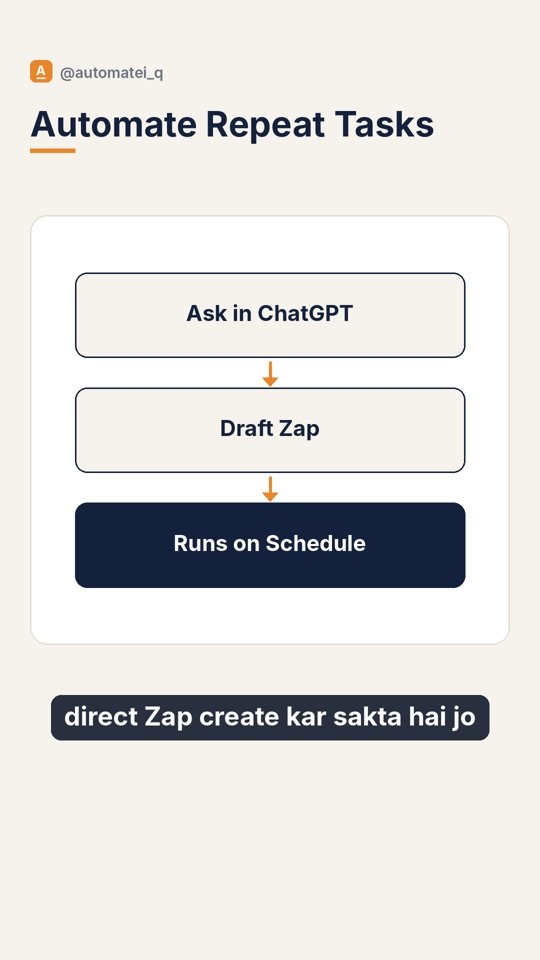 A
@automatei_q
Automate Repeat Tasks
Ask in ChatGPT
Draft Zap
Runs on Schedule
direct Zap create kar sakta hai jo